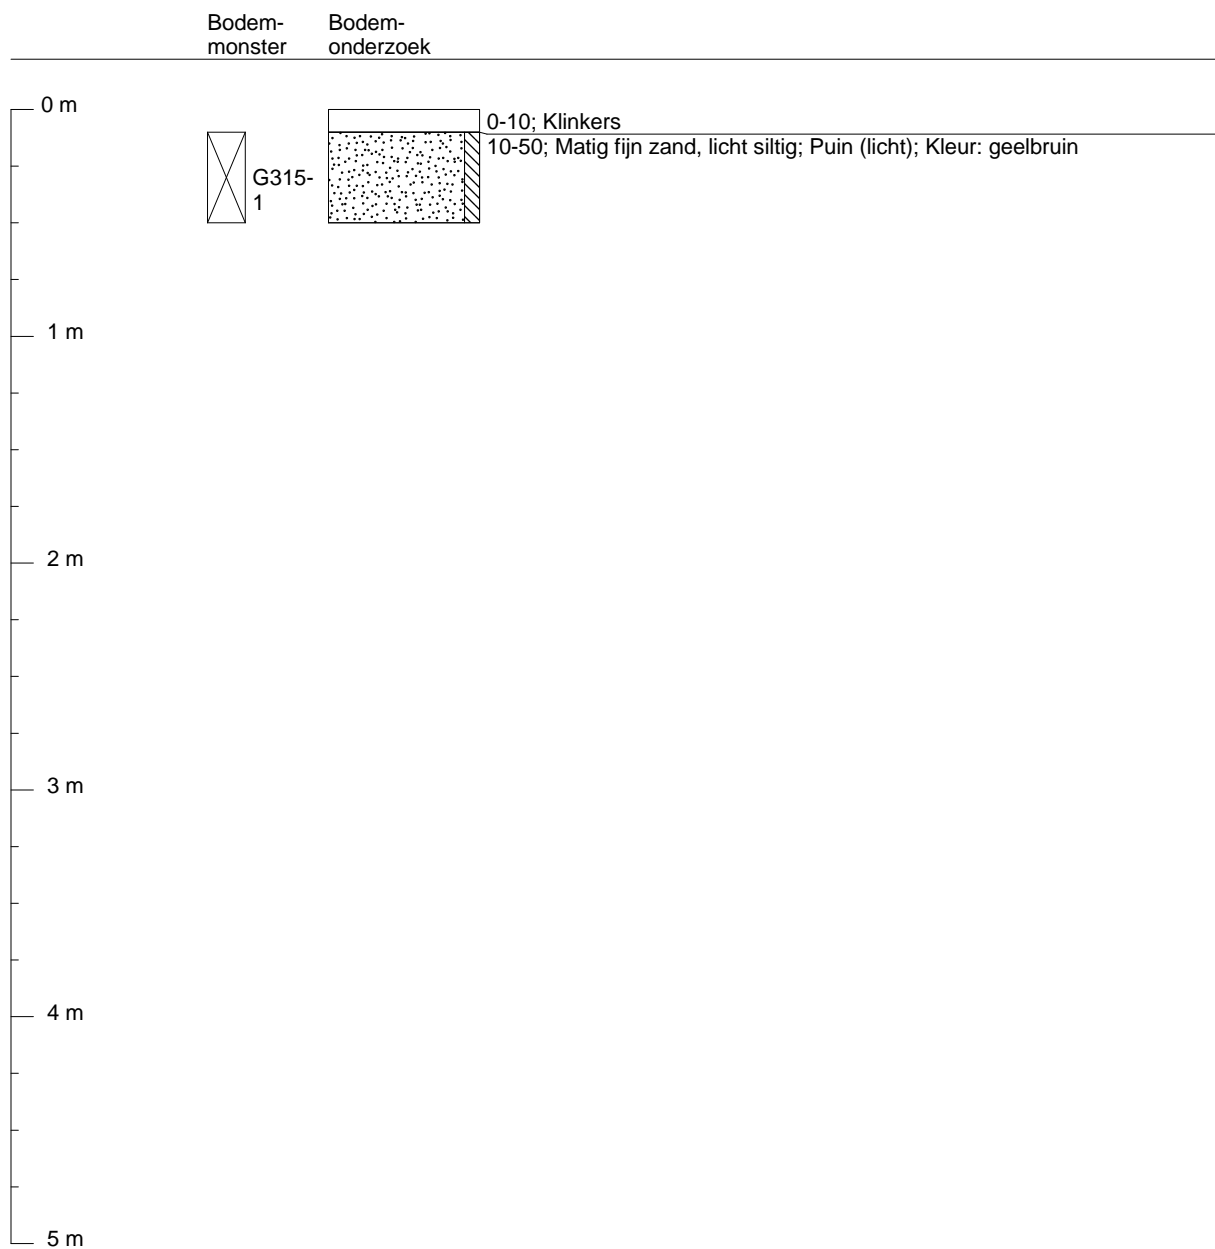 Bodem-
monster
Bodem-
onderzoek
0 m
0-10; Klinkers
10-50; Matig fijn zand, licht siltig; Puin (licht); Kleur: geelbruin
G315-
1
1 m
2 m
3 m
4 m
5 m